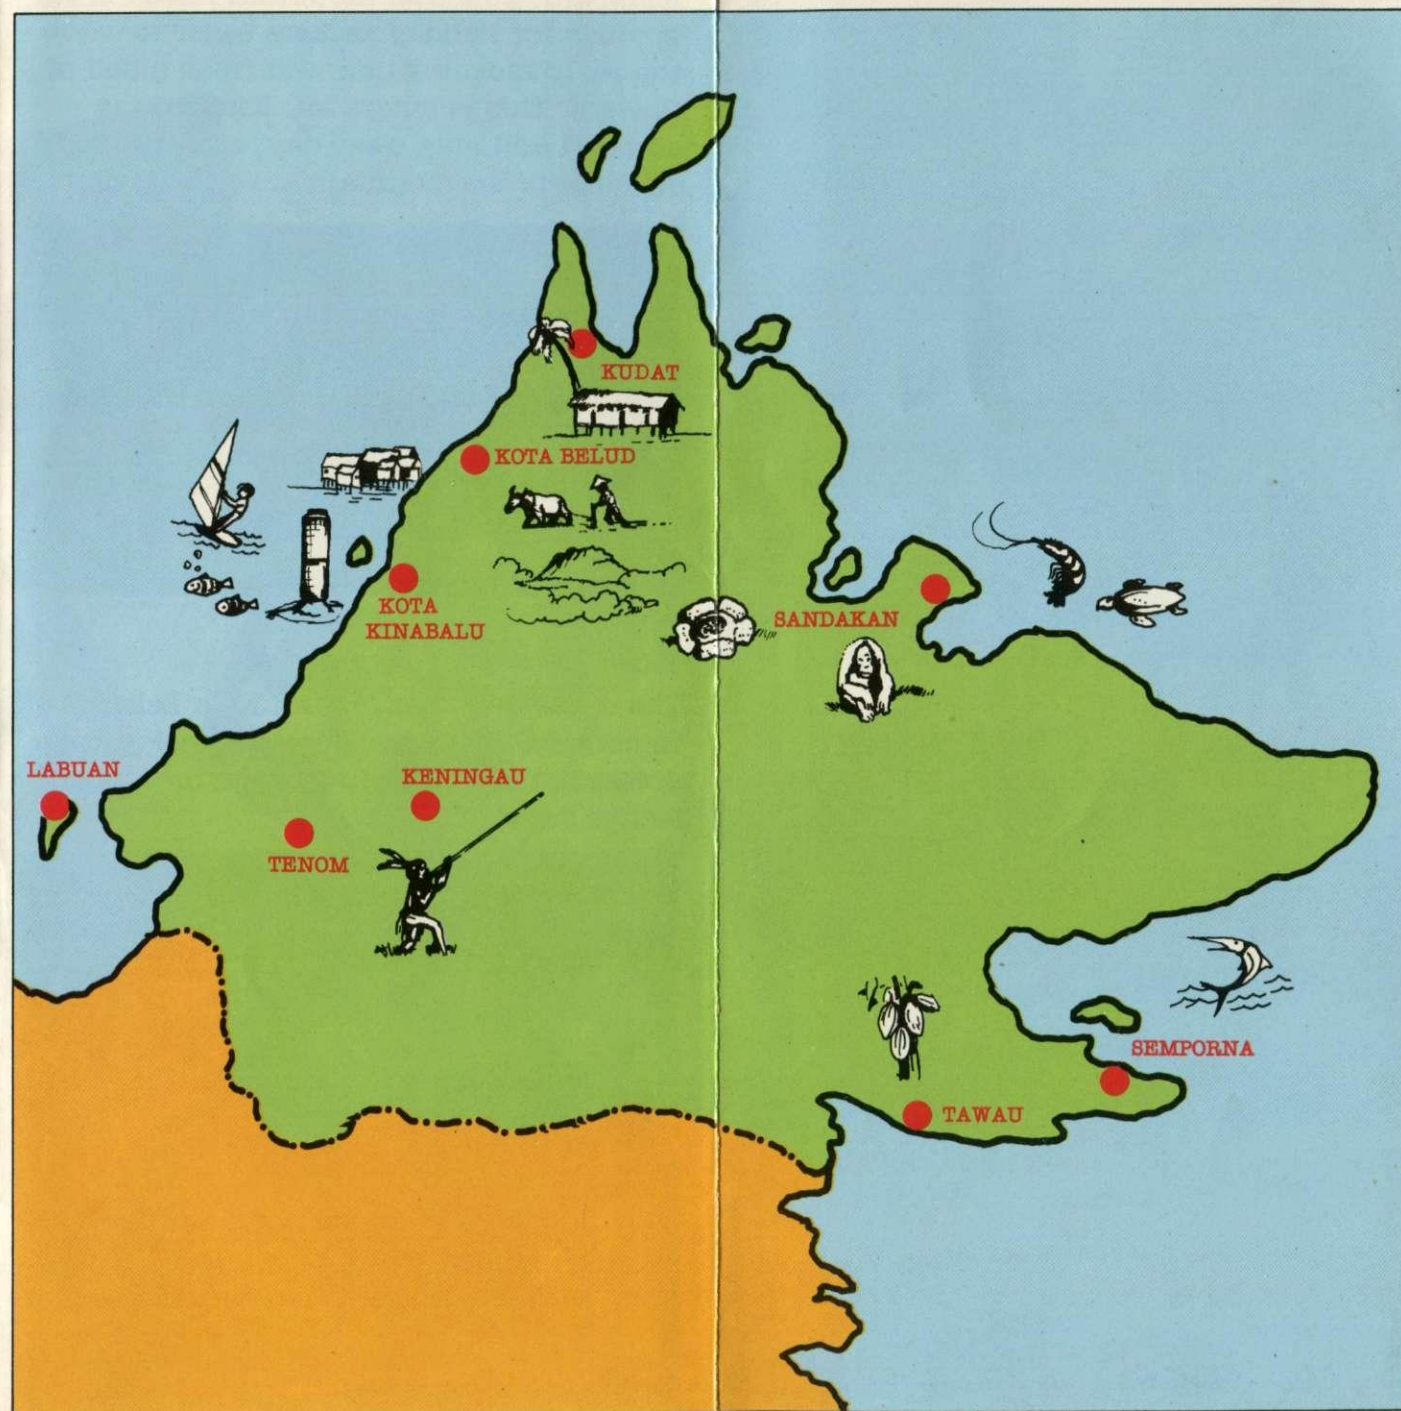 KUDAT
KOTA BELUD
KOTA
KINABALU
SANDAKAN
LABUAN
KENINGAU
TENOM
SEMPORNA
TAWAU